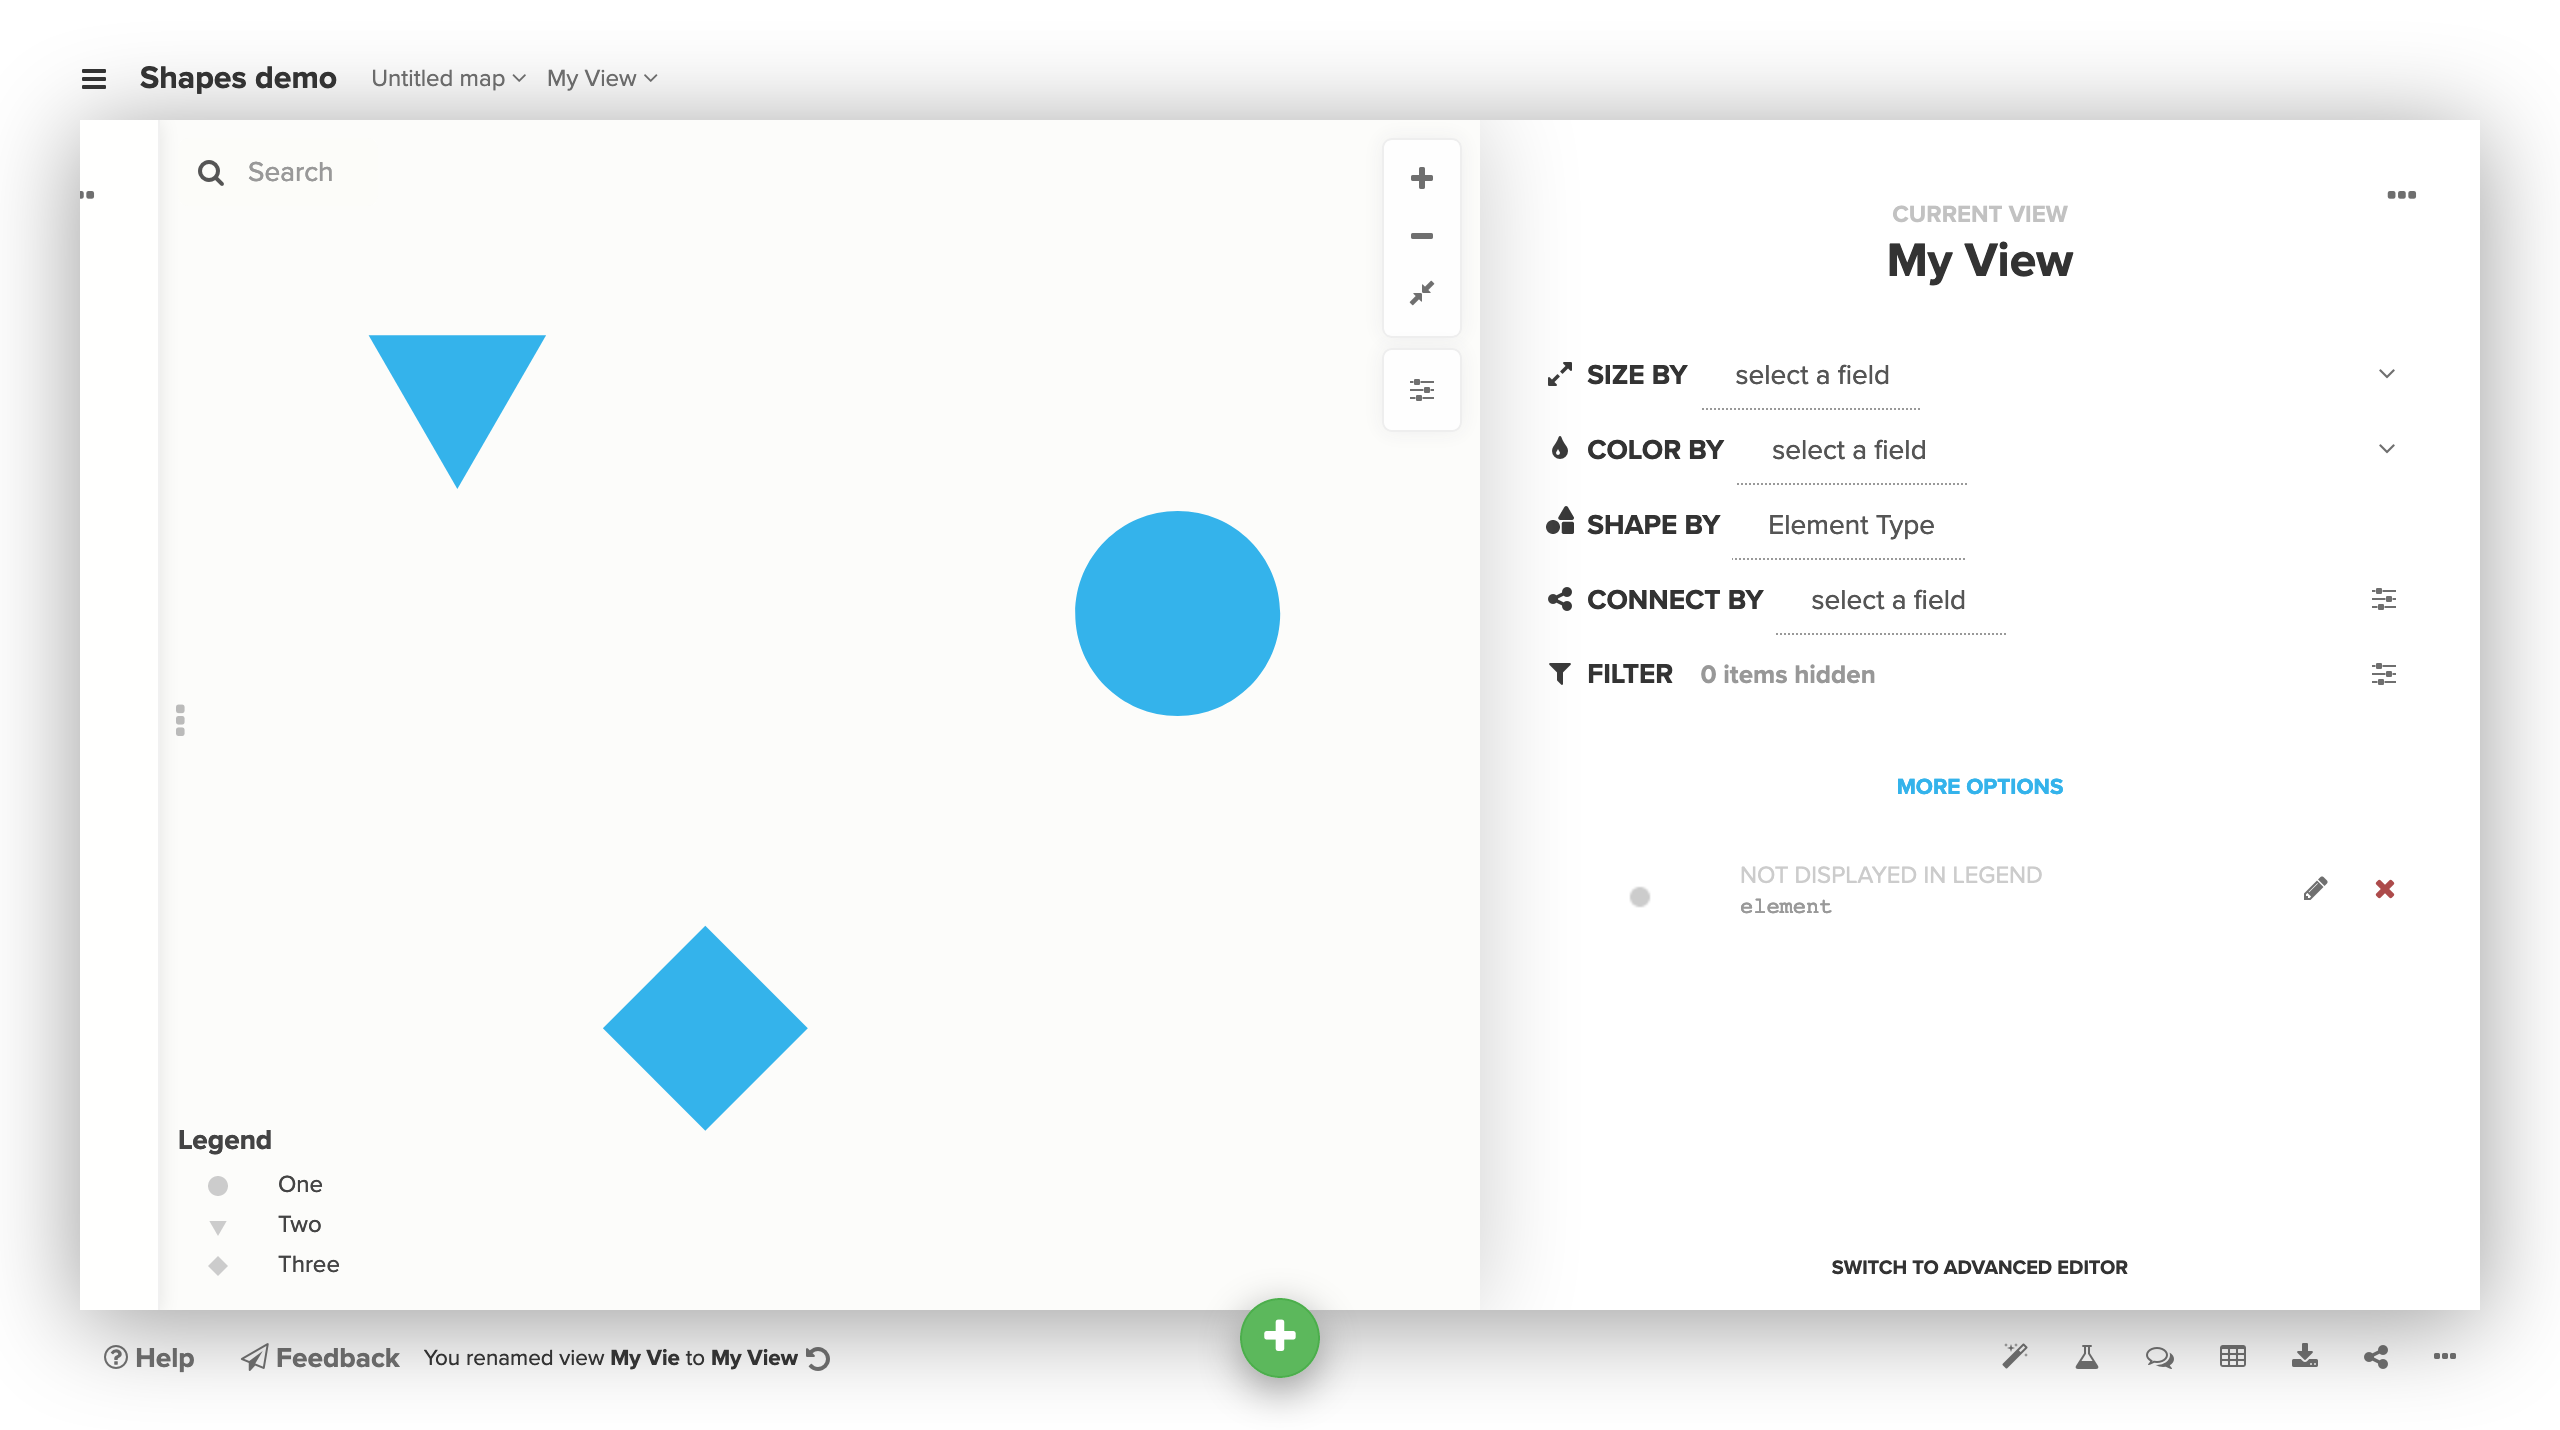 Shapes demo Untitled map My View
Search
CURRENT VIEW
My View
SIZE BY select a field
COLOR BY select a field
SHAPE BY Element Type
CONNECT BY select a field
FILTER 0 items hidden
MORE OPTIONS
NOT DISPLAYED IN LEGEND
element
SWITCH TO ADVANCED EDITOR
Legend
One
Two
Three
Help Feedback You renamed view My Vie to My View